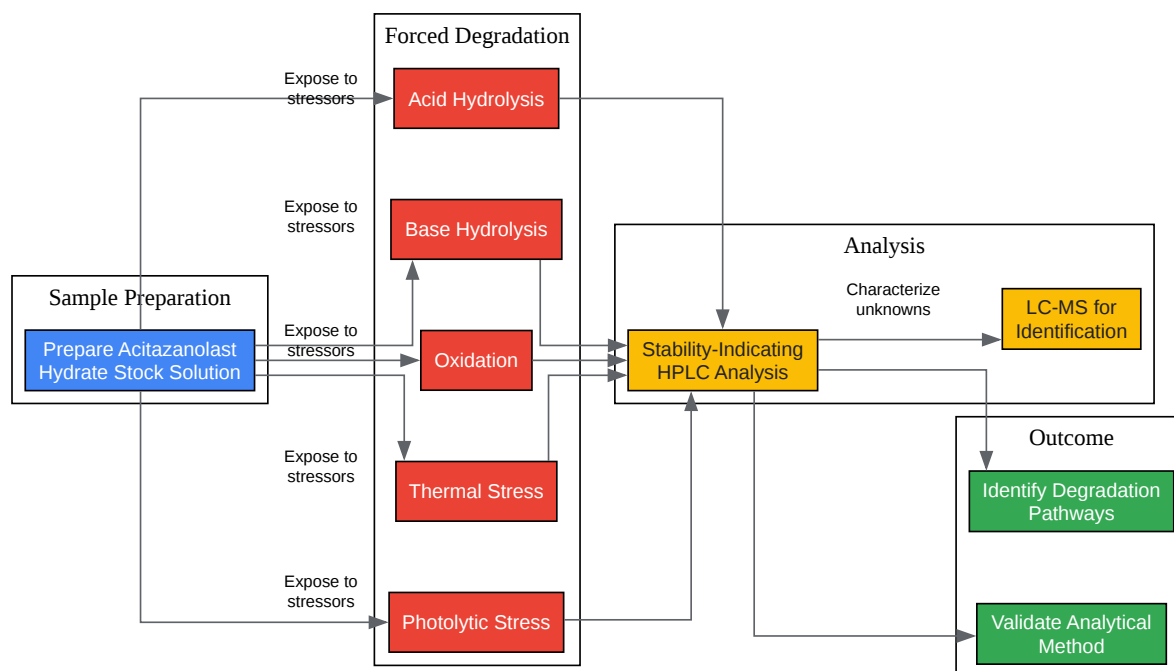 Forced Degradation
Expose to
stressors
Acid Hydrolysis
Expose to
stressors
Base Hydrolysis
Analysis
Sample Preparation
Characterize
unknowns
LC-MS for
Identification
Prepare Acitazanolast
Hydrate Stock Solution
Expose to
stressors
Oxidation
Stability-Indicating
HPLC Analysis
Outcome
Expose to
stressors
Thermal Stress
Identify Degradation
Pathways
Expose to
stressors
Photolytic Stress
Validate Analytical
Method